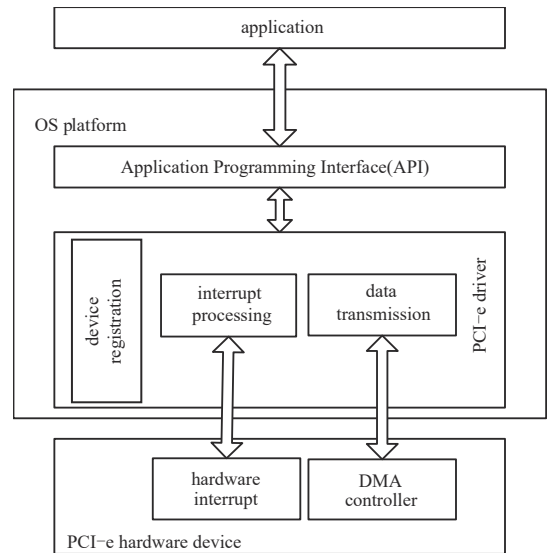 application
OS platform
Application Programming Interface(API)
device
registration
interrupt
processing
data
transmission
PCI-e driver
hardware
interrupt
DMA
controller
PCI-e hardware device